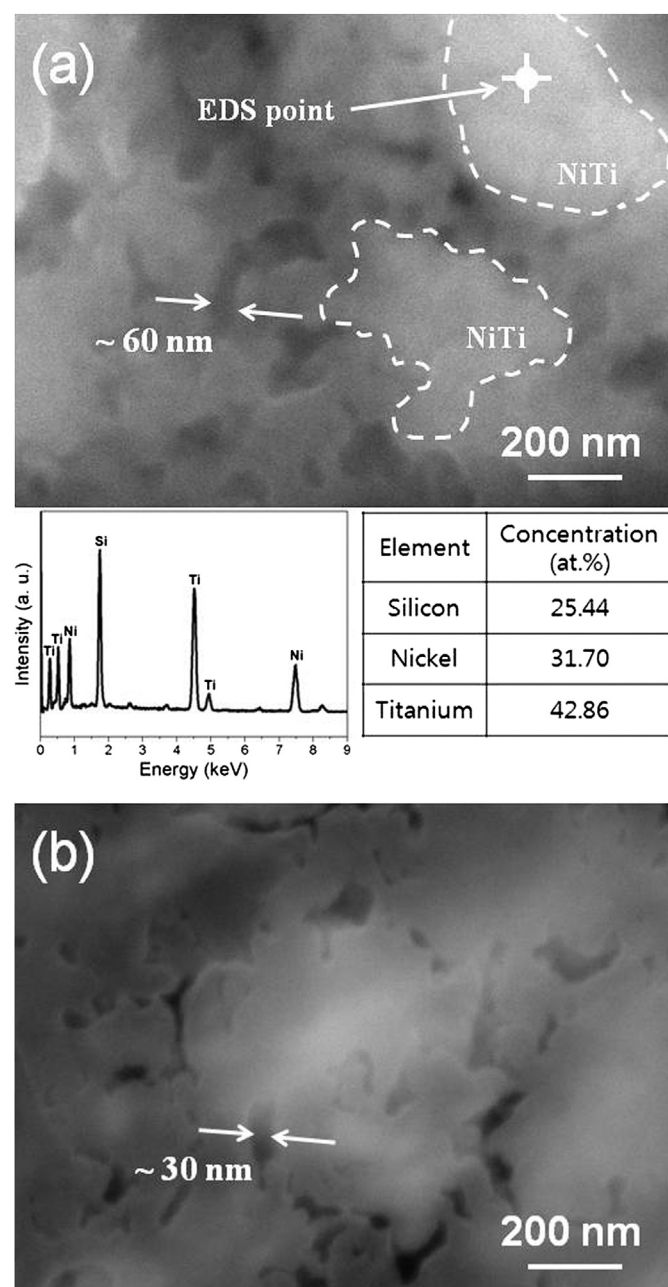 (a)
EDS point
NiTi
NiTi
~ 60 nm
200 nm
Intensity (a. u.)
Si
Ti
Ti
Ti
Ni
Ti
Ni
0 1 2 3 4 5 6 7 8 9
Energy (keV)
Element Concentration
(at.%)
Silicon 25.44
Nickel 31.70
Titanium 42.86
(b)
~ 30 nm
200 nm